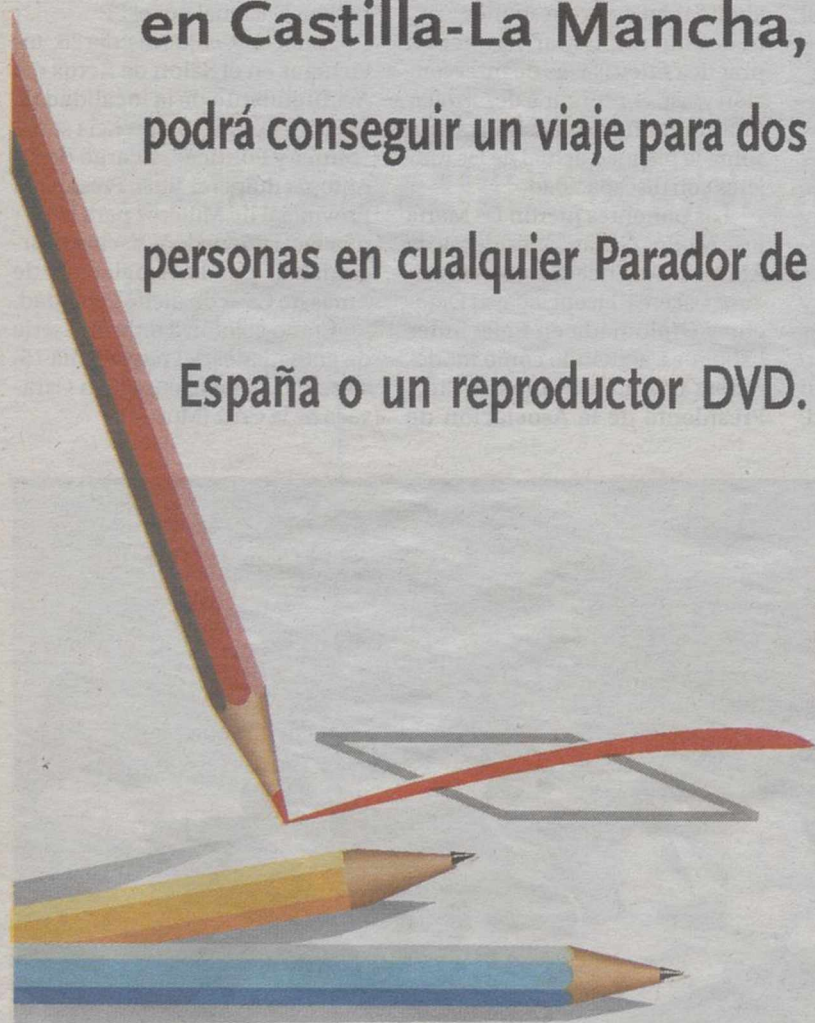 en Castilla-La Mancha,
podrá conseguir un viaje para dos
personas en cualquier Parador de
España o un reproductor DVD.